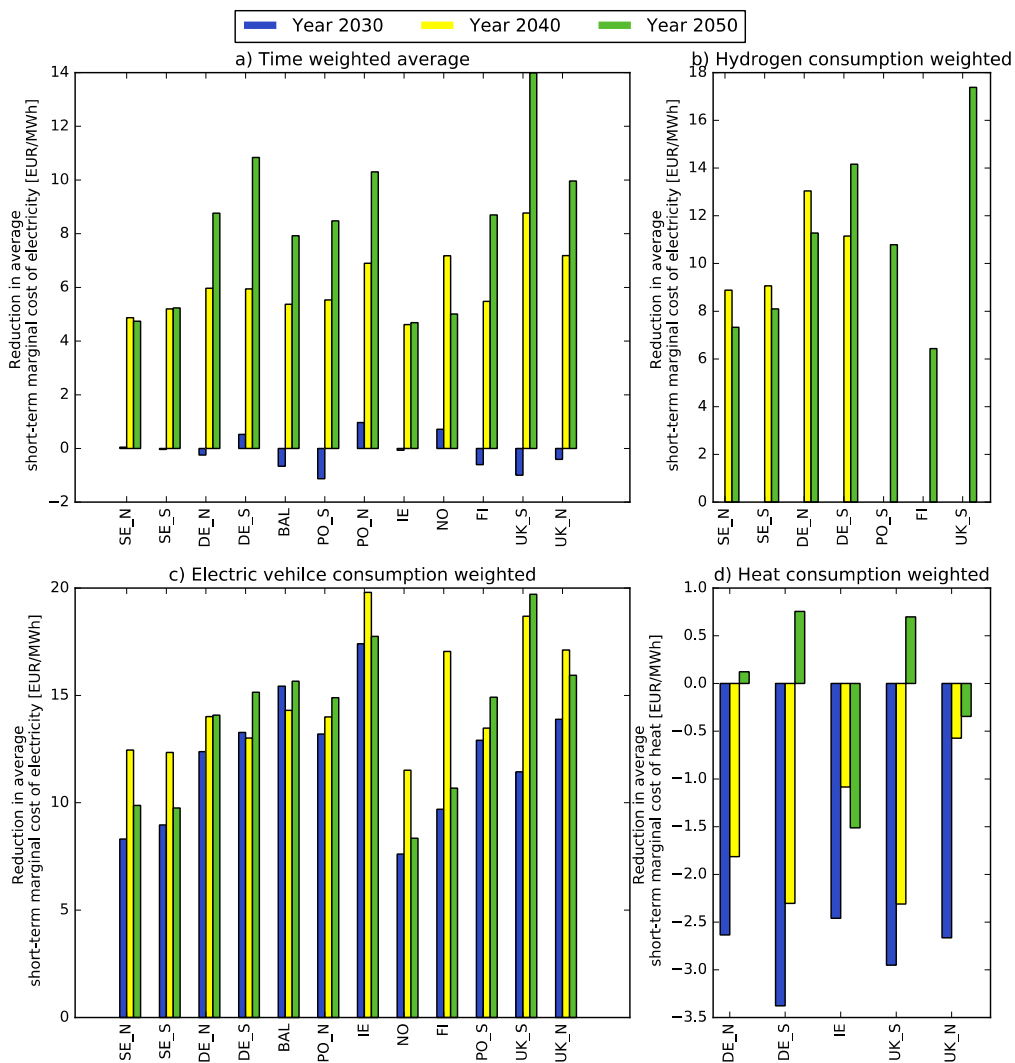 Year 2030 Year 2040 Year 2050
a) Time weighted average
Reduction in average
short-term marginal cost of electricity [EUR/MWh]
14
12
10
8
6
4
2
0
−2
SE_N SE_S DE_N DE_S BAL PO_S PO_N IE NO FI UK_S UK_N
b) Hydrogen consumption weighted
Reduction in average
short-term marginal cost of electricity [EUR/MWh]
18
16
14
12
10
8
6
4
2
0
SE_N SE_S DE_N DE_S PO_S FI UK_S
c) Electric vehilce consumption weighted
Reduction in average
short-term marginal cost of electricity [EUR/MWh]
20
15
10
5
0
SE_N SE_S DE_N DE_S BAL PO_N IE NO FI PO_S UK_S UK_N
d) Heat consumption weighted
Reduction in average
short-term marginal cost of heat [EUR/MWh]
1.0
0.5
0.0
−0.5
−1.0
−1.5
−2.0
−2.5
−3.0
−3.5
DE_N DE_S IE UK_S UK_N